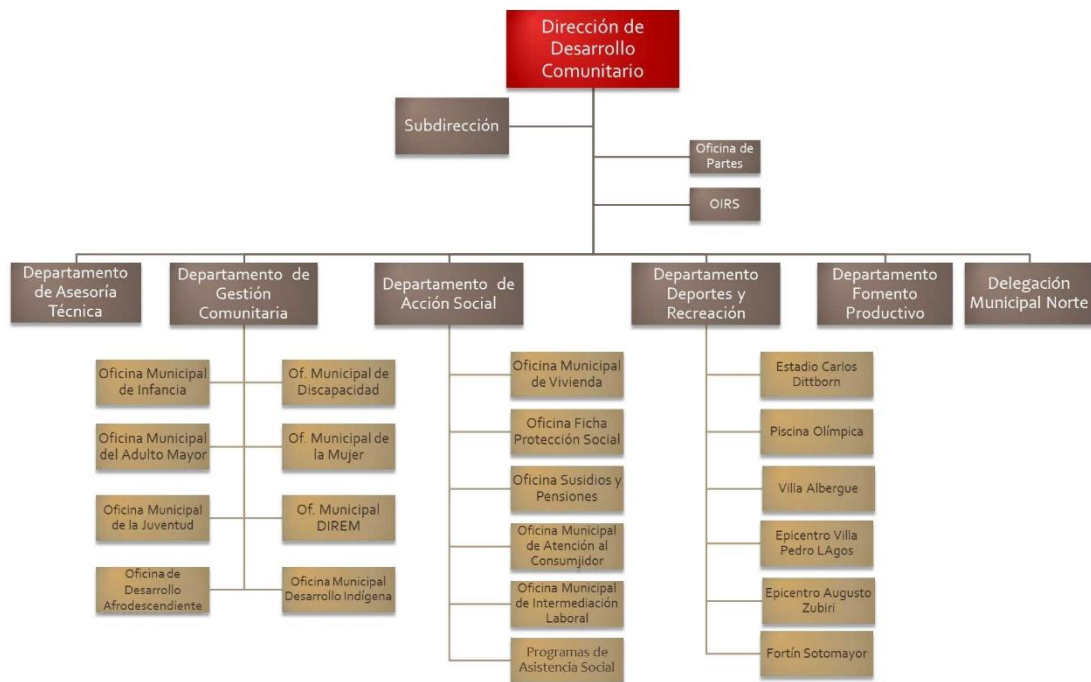 Dirección de
Desarrollo
Comunitario
Subdirección
Oficina de
Partes
OIRS
Departamento
de Asesoría
Técnica
Departamento de
Gestión
Comunitaria
Departamento de
Acción Social
Departamento
Deportes y
Recreación
Departamento
Fomento
Productivo
Delegación
Municipal Norte
Oficina Municipal
de Infancia
Of. Municipal de
Discapacidad
Oficina Municipal
del Adulto Mayor
Of. Municipal de
la Mujer
Oficina Municipal
de la Juventud
Of. Municipal
DIREM
Oficina de
Desarrollo
Afrodescendiente
Oficina Municipal
Desarrollo Indígena
Oficina Municipal
de Vivienda
Oficina Ficha
Protección Social
Oficina Susidios y
Pensiones
Oficina Municipal
de Atención al
Consumjidor
Oficina Municipal
de Intermediación
Laboral
Programas de
Asistencia Social
Estadio Carlos
Dittborn
Piscina Olímpica
Villa Albergue
Epicentro Villa
Pedro LAgos
Epicentro Augusto
Zubiri
Fortín Sotomayor